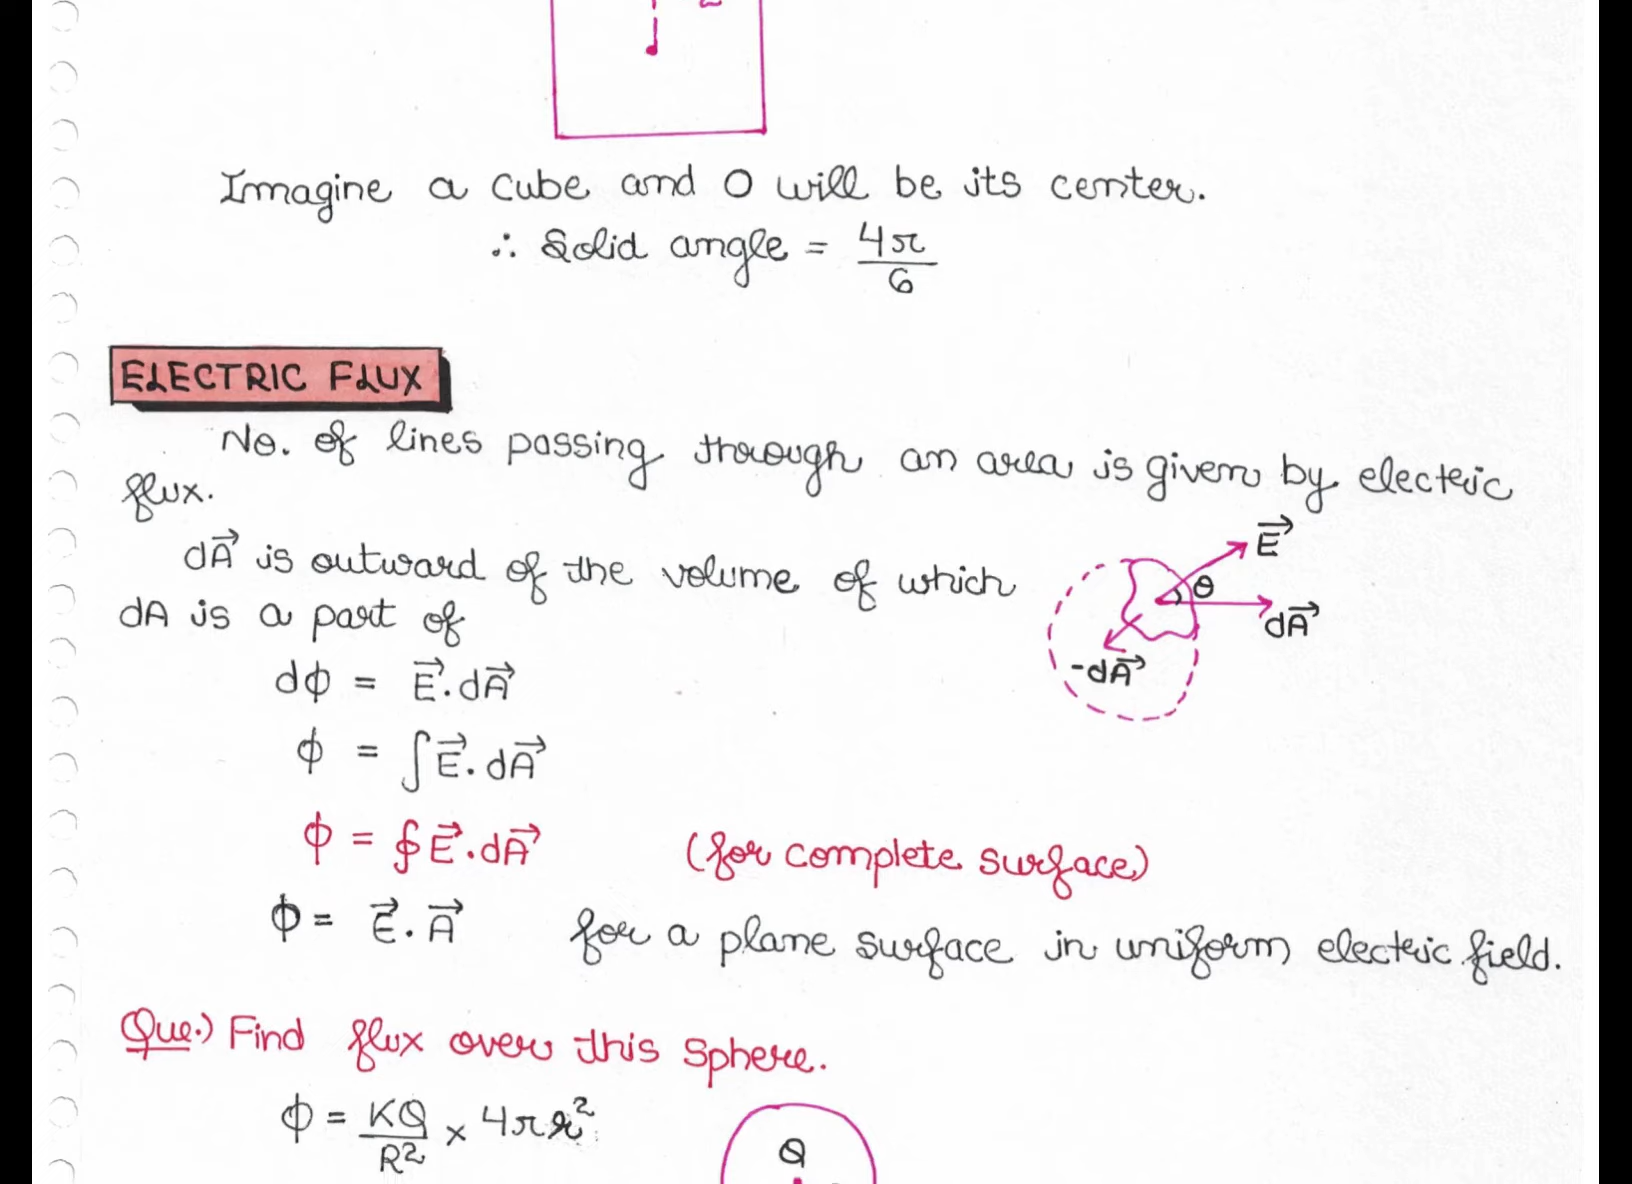 Imagine a cube and O will be its center.
∴ Solid angle = 4π/6
ELECTRIC FLUX
No. of lines passing through an area is given by electric
flux.
dA⃗ is outward of the volume of which
dA is a part of
E⃗
θ
dA⃗
-dA⃗
dϕ = E⃗.dA⃗
ϕ = ∫E⃗.dA⃗
ϕ = ∮E⃗.dA⃗ (for complete surface)
ϕ = E⃗.A⃗ for a plane surface in uniform electric field.
Que.) Find flux over this sphere.
ϕ = KQ/R² × 4πr²
Q